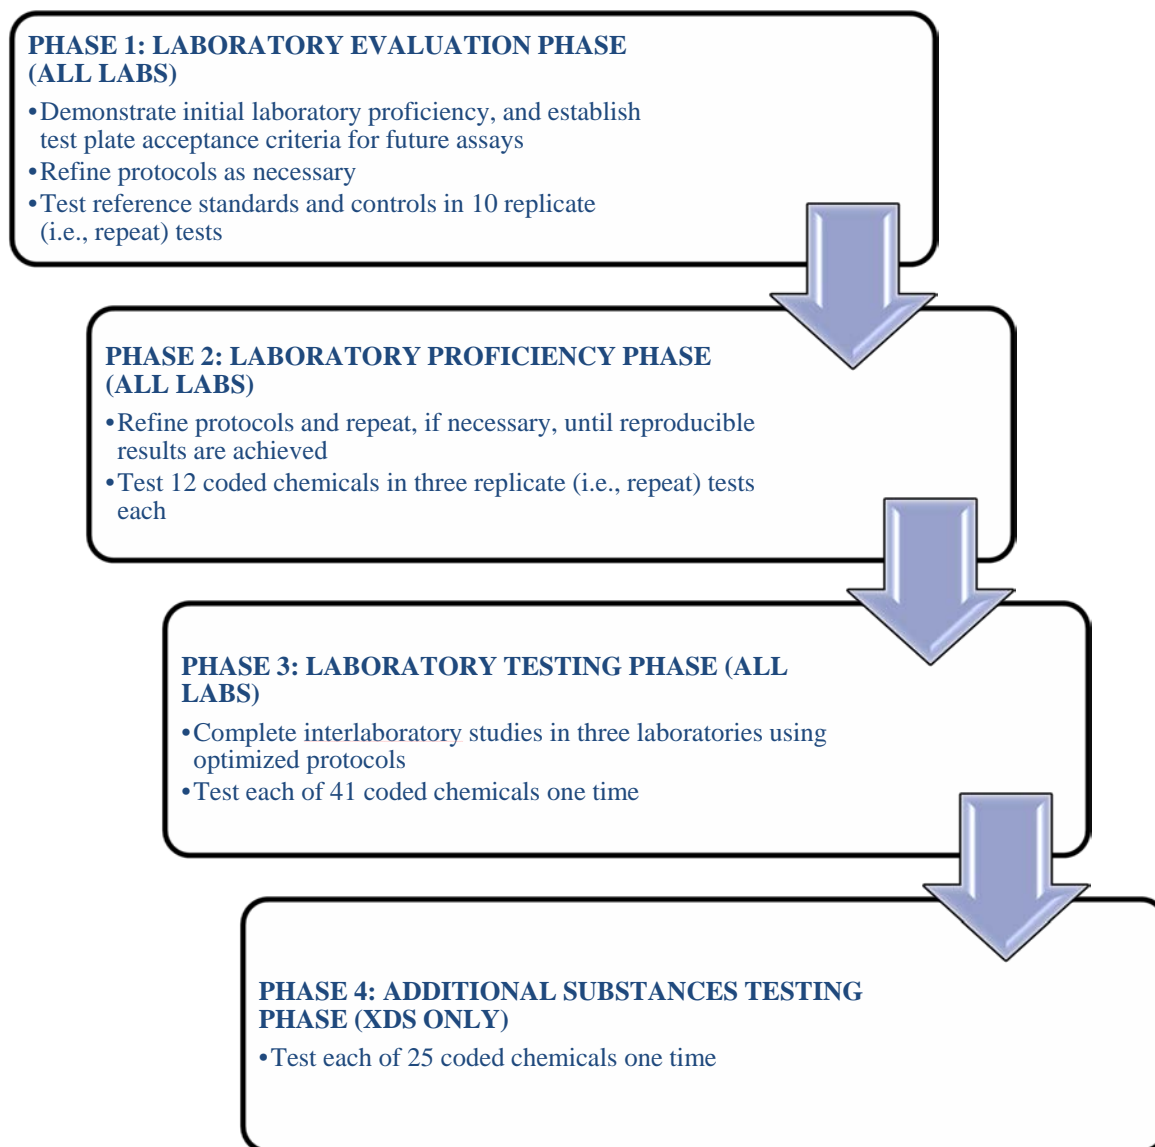 PHASE 1: LABORATORY EVALUATION PHASE
(ALL LABS)
•Demonstrate initial laboratory proficiency, and establish
test plate acceptance criteria for future assays
•Refine protocols as necessary
•Test reference standards and controls in 10 replicate
(i.e., repeat) tests
PHASE 2: LABORATORY PROFICIENCY PHASE
(ALL LABS)
•Refine protocols and repeat, if necessary, until reproducible
results are achieved
•Test 12 coded chemicals in three replicate (i.e., repeat) tests
each
PHASE 3: LABORATORY TESTING PHASE (ALL
LABS)
•Complete interlaboratory studies in three laboratories using
optimized protocols
•Test each of 41 coded chemicals one time
PHASE 4: ADDITIONAL SUBSTANCES TESTING
PHASE (XDS ONLY)
•Test each of 25 coded chemicals one time